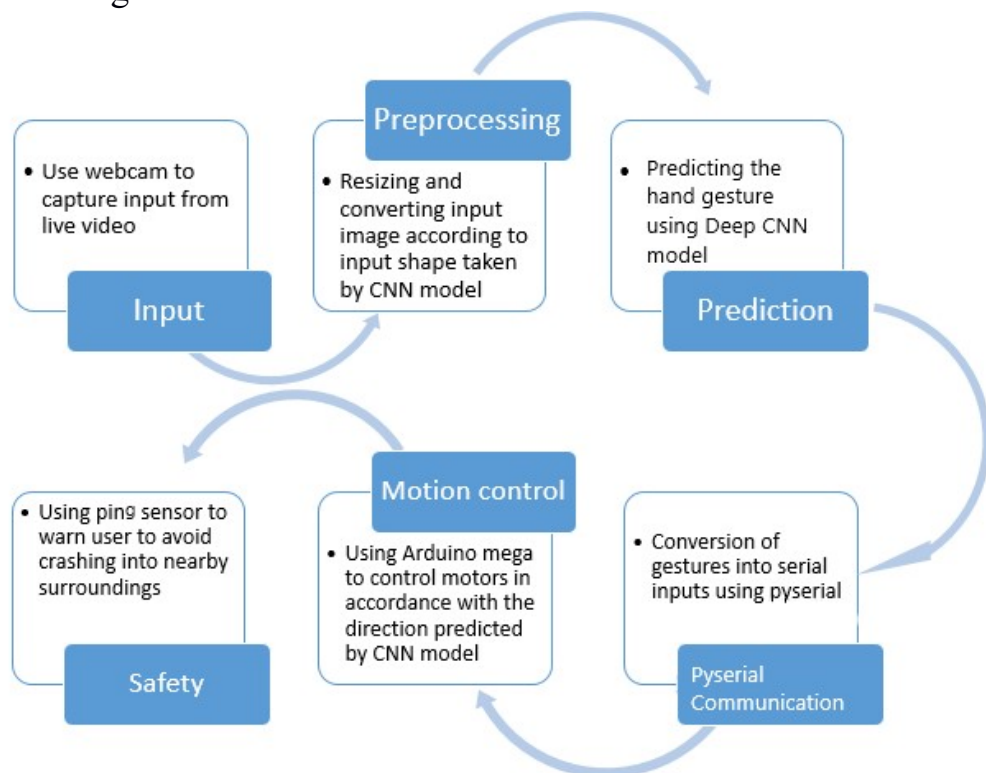 Preprocessing
• Use webcam to
capture input from
live video
Input
• Resizing and
converting input
image according to
input shape taken
by CNN model
• Predicting the
hand gesture
using Deep CNN
model
Prediction
• Conversion of
gestures into serial
inputs using pyserial
Pyserial
Communication
Motion control
• Using Arduino mega
to control motors in
accordance with the
direction predicted
by CNN model
• Using ping sensor to
warn user to avoid
crashing into nearby
surroundings
Safety